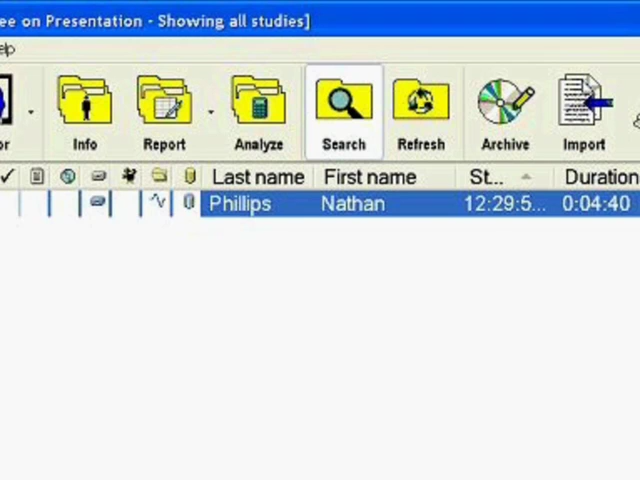 ee on Presentation - Showing all studies]
elp
or Info Report Analyze Search Refresh Archive Import
Last name First name St... Duration
Phillips Nathan 12:29:5... 0:04:40